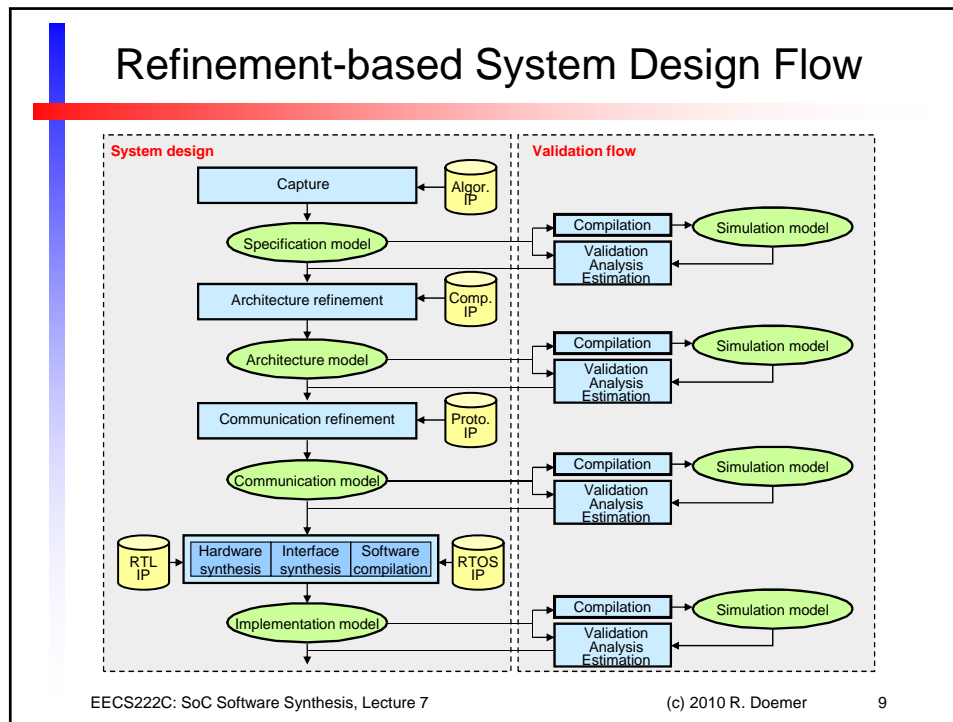 Refinement-based System Design Flow
System design
Validation flow
Capture
Algor.
IP
Specification model
Compilation
Simulation model
Validation
Analysis
Estimation
Architecture refinement
Comp.
IP
Architecture model
Compilation
Simulation model
Validation
Analysis
Estimation
Communication refinement
Proto.
IP
Communication model
Compilation
Simulation model
Validation
Analysis
Estimation
RTL
IP
Hardware
synthesis
Interface
synthesis
Software
compilation
RTOS
IP
Implementation model
Compilation
Simulation model
Validation
Analysis
Estimation
EECS222C: SoC Software Synthesis, Lecture 7
(c) 2010 R. Doemer
9